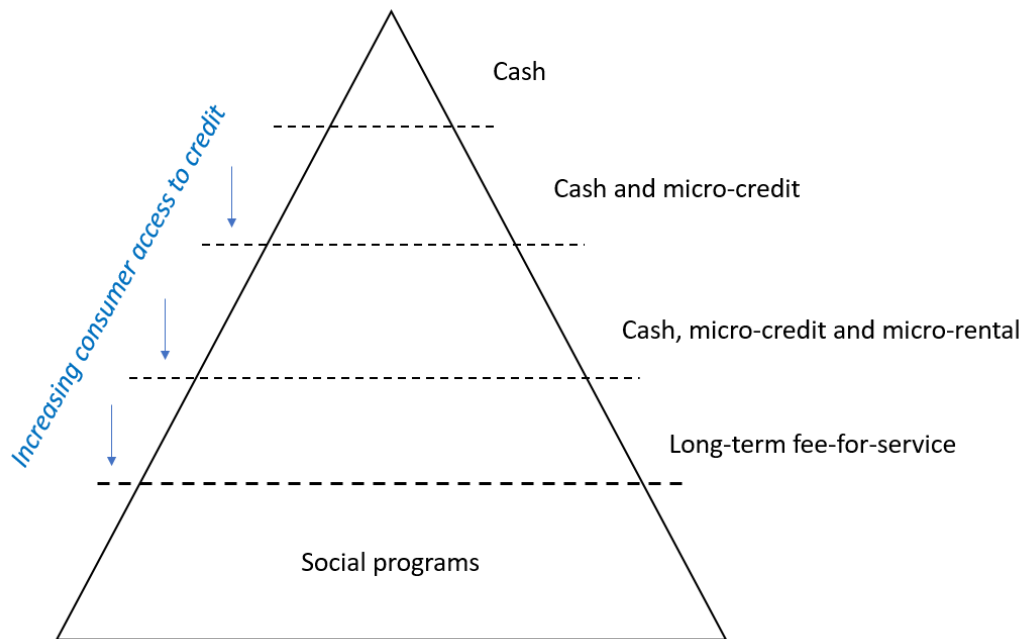 Cash
Increasing consumer access to credit
Cash and micro-credit
Cash, micro-credit and micro-rental
Long-term fee-for-service
Social programs